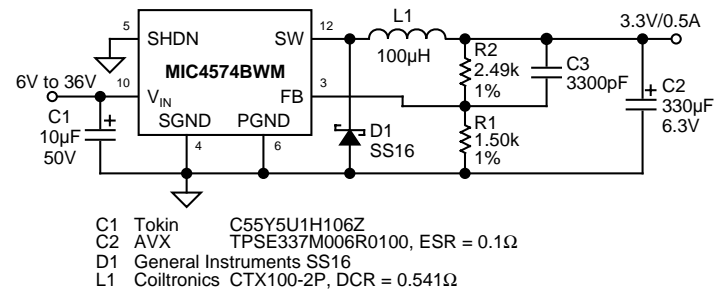 L1
5
SHDN
SW
12
3.3V/0.5A
100µH
R2
2.49k
1%
C3
3300pF
MIC4574BWM
6V to 36V
10
VIN
FB
3
C2
330µF
6.3V
C1
10µF
50V
SGND
PGND
4
6
D1
SS16
R1
1.50k
1%
C1 Tokin C55Y5U1H106Z
C2 AVX TPSE337M006R0100, ESR = 0.1Ω
D1 General Instruments SS16
L1 Coiltronics CTX100-2P, DCR = 0.541Ω